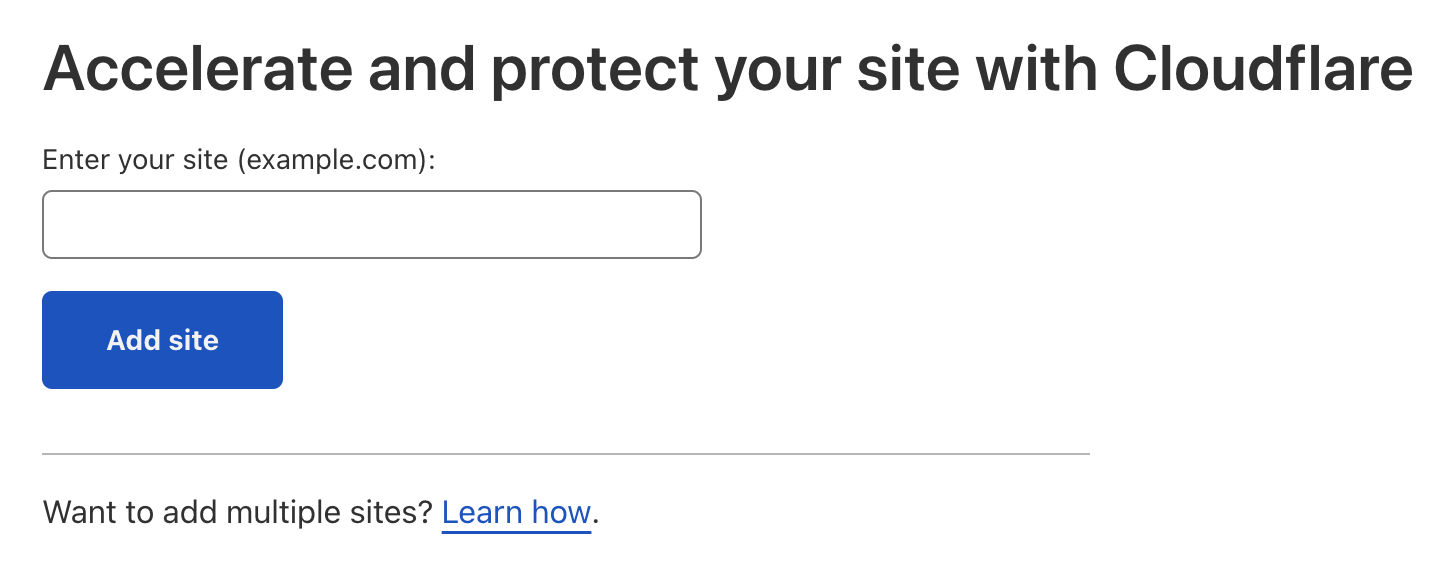 Accelerate and protect your site with Cloudflare
Enter your site (example.com):
Add site
Want to add multiple sites? Learn how.